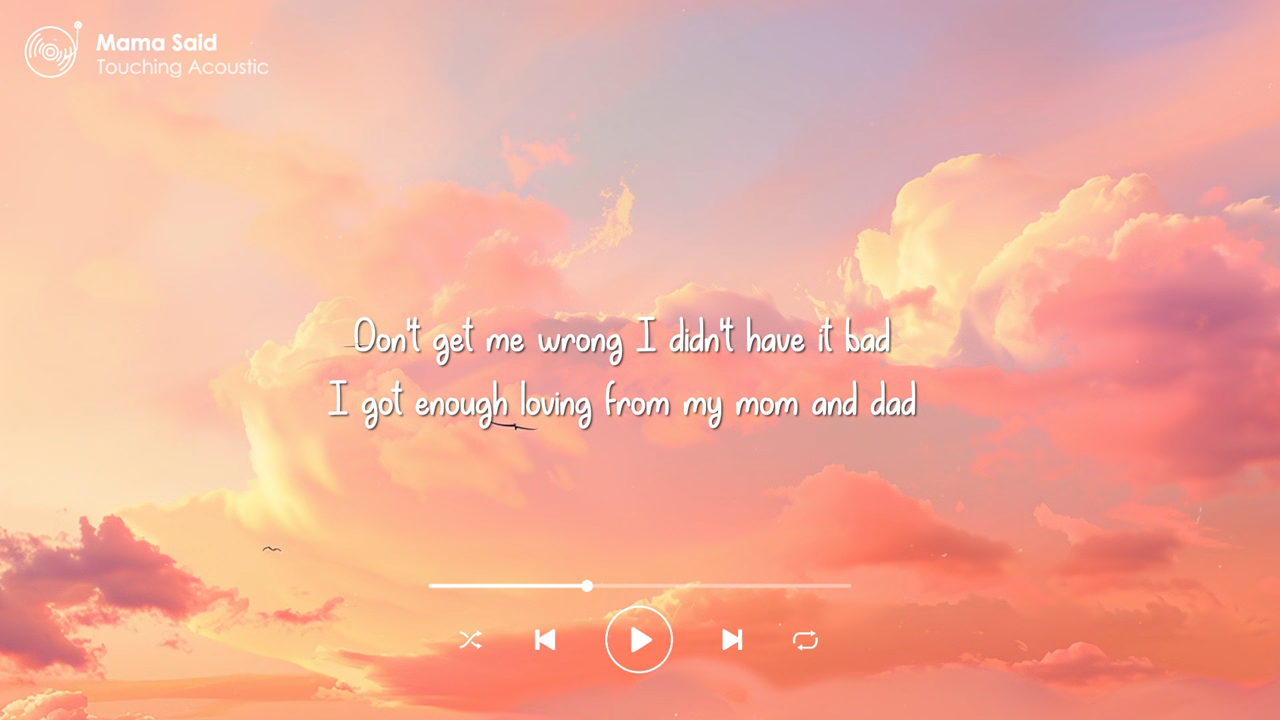 Mama Said
Touching Acoustic
Don't get me wrong I didn't have it bad
I got enough loving from my mom and dad